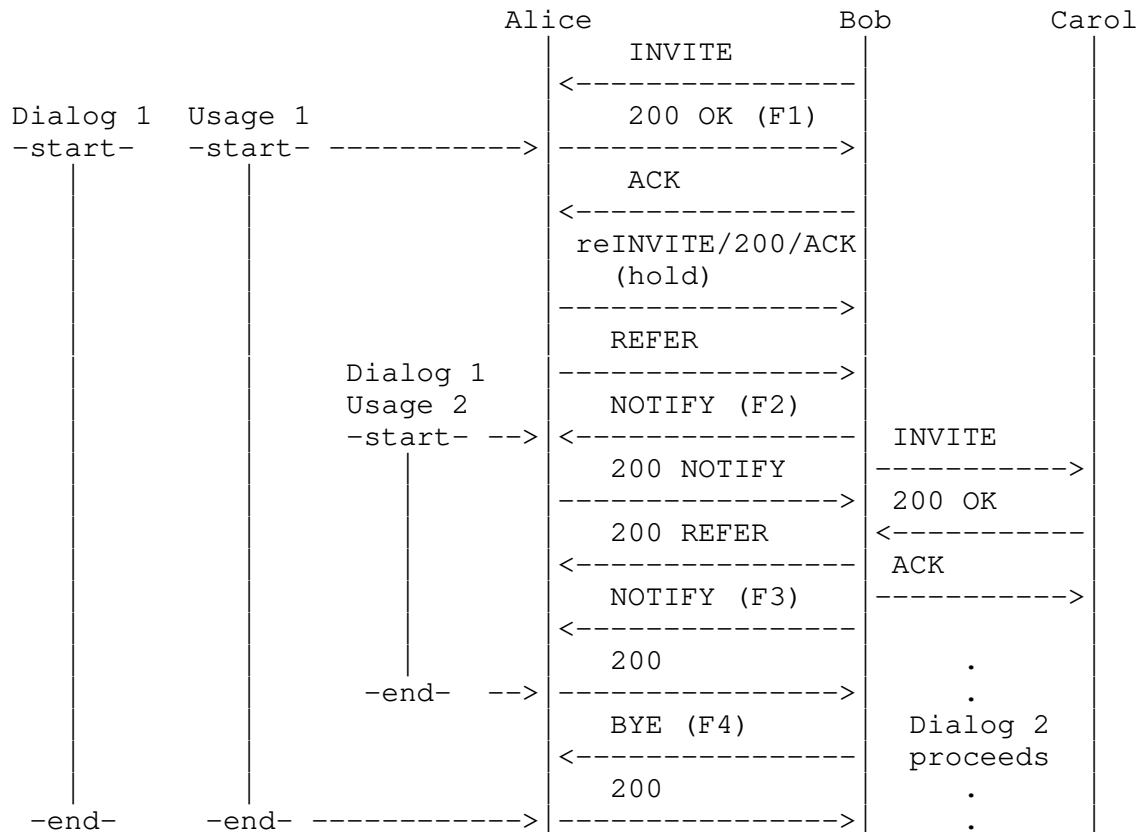 Alice Bob Carol
INVITE
Dialog 1 Usage 1 200 OK (F1)
-start- -start-
ACK
reINVITE/200/ACK
(hold)
REFER
Dialog 1
Usage 2 NOTIFY (F2)
-start- INVITE
200 NOTIFY
200 OK
200 REFER
ACK
NOTIFY (F3)
200 .
-end- .
BYE (F4) Dialog 2
proceeds
200 .
-end- -end- .